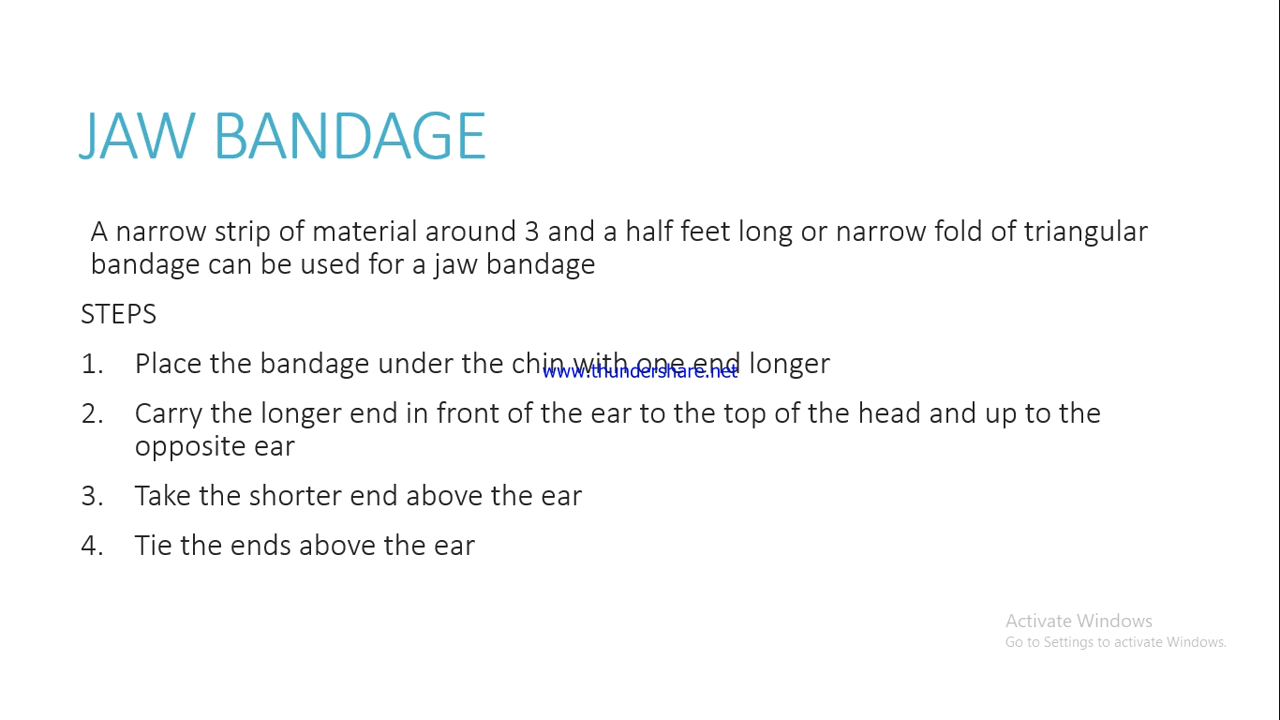 JAW BANDAGE
A narrow strip of material around 3 and a half feet long or narrow fold of triangular
bandage can be used for a jaw bandage
STEPS
1. Place the bandage under the chin with one end longer
www.thundershare.net
2. Carry the longer end in front of the ear to the top of the head and up to the
opposite ear
3. Take the shorter end above the ear
4. Tie the ends above the ear
Activate Windows
Go to Settings to activate Windows.